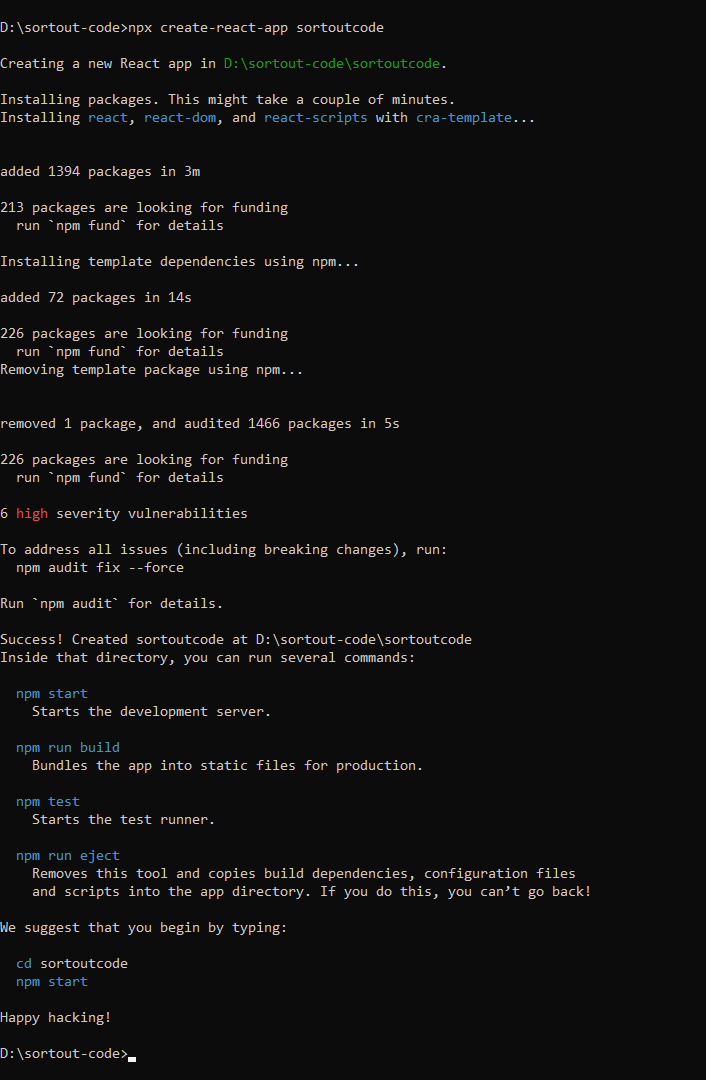 D:\sortout-code>npx create-react-app sortoutcode
Creating a new React app in D:\sortout-code\sortoutcode.
Installing packages. This might take a couple of minutes.
Installing react, react-dom, and react-scripts with cra-template...
added 1394 packages in 3m
213 packages are looking for funding
  run `npm fund` for details
Installing template dependencies using npm...
added 72 packages in 14s
226 packages are looking for funding
  run `npm fund` for details
Removing template package using npm...
removed 1 package, and audited 1466 packages in 5s
226 packages are looking for funding
  run `npm fund` for details
6 high severity vulnerabilities
To address all issues (including breaking changes), run:
  npm audit fix --force
Run `npm audit` for details.
Success! Created sortoutcode at D:\sortout-code\sortoutcode
Inside that directory, you can run several commands:
  npm start
    Starts the development server.
  npm run build
    Bundles the app into static files for production.
  npm test
    Starts the test runner.
  npm run eject
    Removes this tool and copies build dependencies, configuration files
    and scripts into the app directory. If you do this, you can’t go back!
We suggest that you begin by typing:
  cd sortoutcode
  npm start
Happy hacking!
D:\sortout-code>